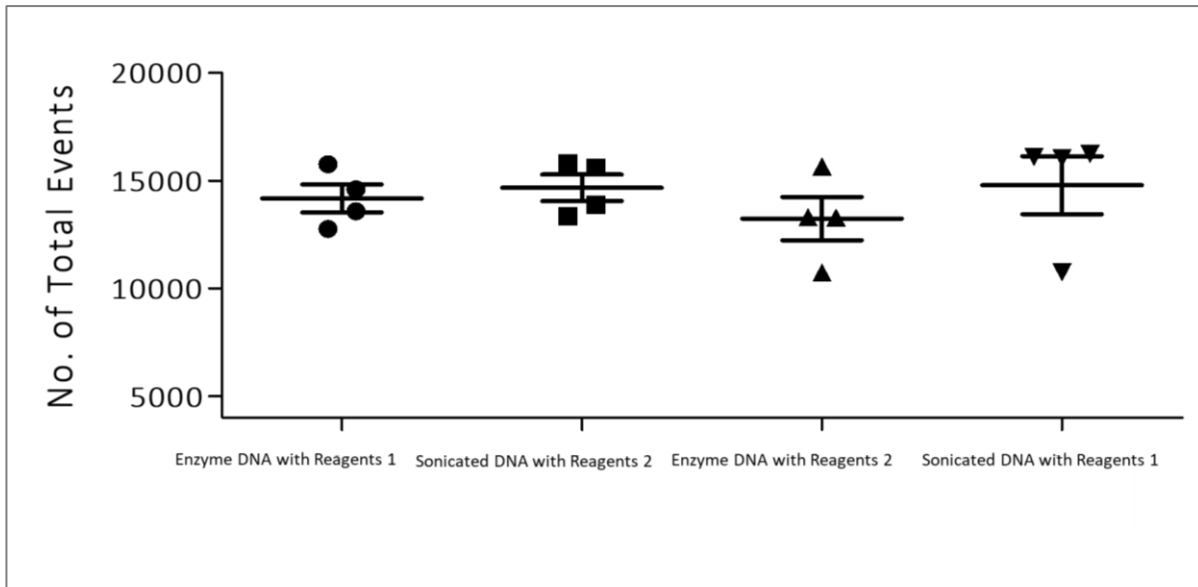 No. of Total Events
20000
15000
10000
5000
Enzyme DNA with Reagents 1
Sonicated DNA with Reagents 2
Enzyme DNA with Reagents 2
Sonicated DNA with Reagents 1